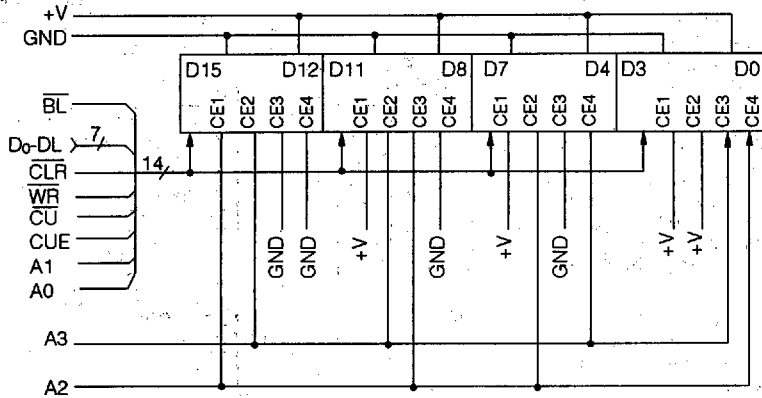 +V
GND
D15 D12 D11 D8 D7 D4 D3 D0
CE1 CE2 CE3 CE4 CE1 CE2 CE3 CE4 CE1 CE2 CE3 CE4 CE1 CE2 CE3 CE4
BL
D0-DL 7
CLR 14
WR
CU
CUE
A1
A0
GND GND +V GND +V GND +V +V
A3
A2